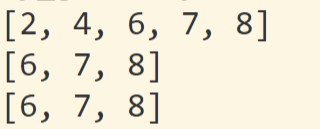 [2, 4, 6, 7, 8]
[6, 7, 8]
[6, 7, 8]